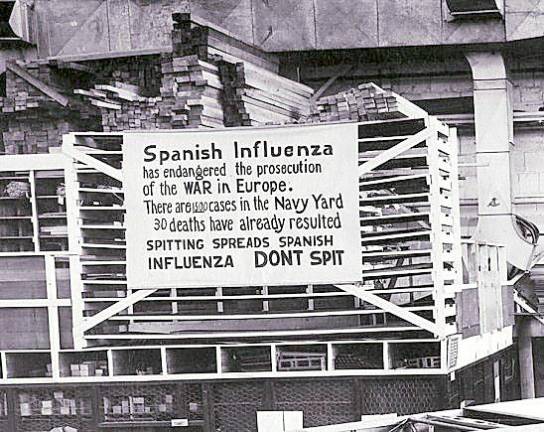 Spanish Influenza
has endangered the prosecution
of the WAR in Europe.
There are 1500 cases in the Navy Yard
30 deaths have already resulted
SPITTING SPREADS SPANISH
INFLUENZA DONT SPIT